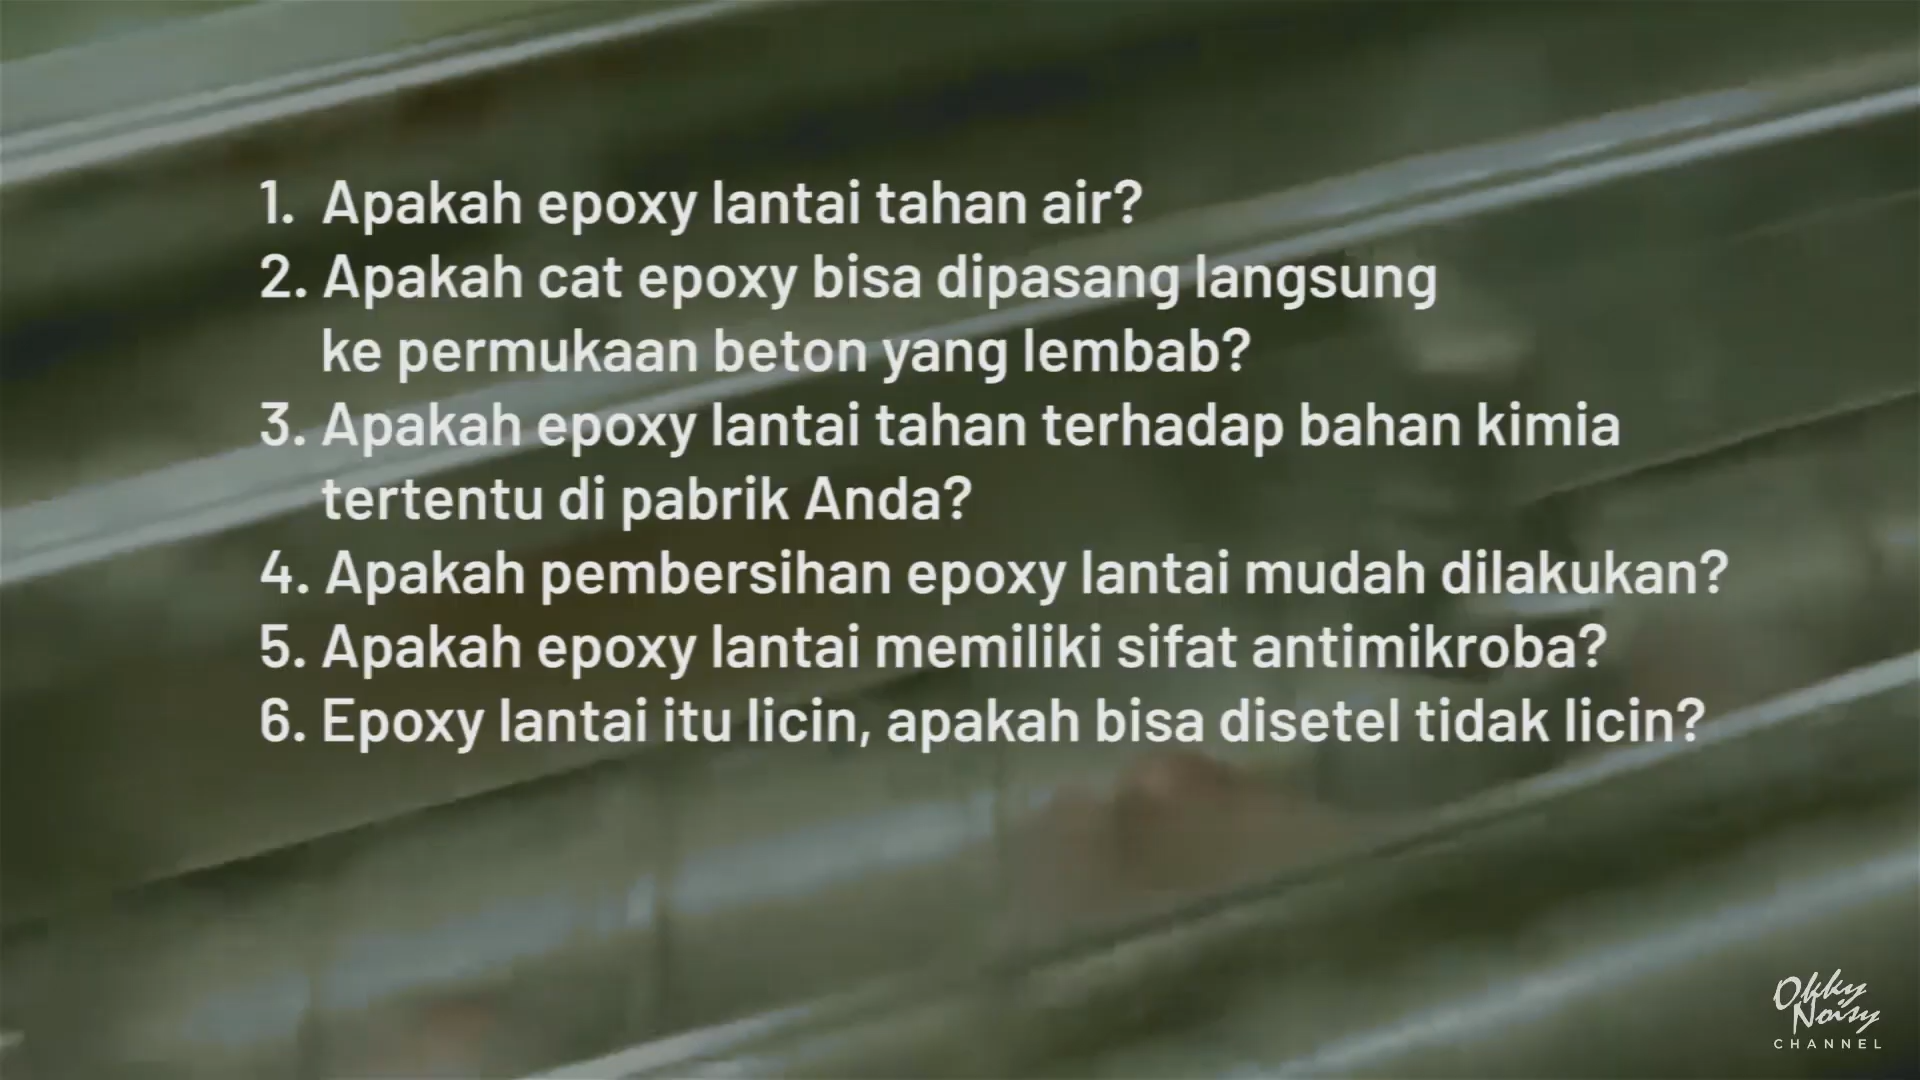 1. Apakah epoxy lantai tahan air?
2. Apakah cat epoxy bisa dipasang langsung
ke permukaan beton yang lembab?
3. Apakah epoxy lantai tahan terhadap bahan kimia
tertentu di pabrik Anda?
4. Apakah pembersihan epoxy lantai mudah dilakukan?
5. Apakah epoxy lantai memiliki sifat antimikroba?
6. Epoxy lantai itu licin, apakah bisa disetel tidak licin?
Okky
Noisy
CHANNEL